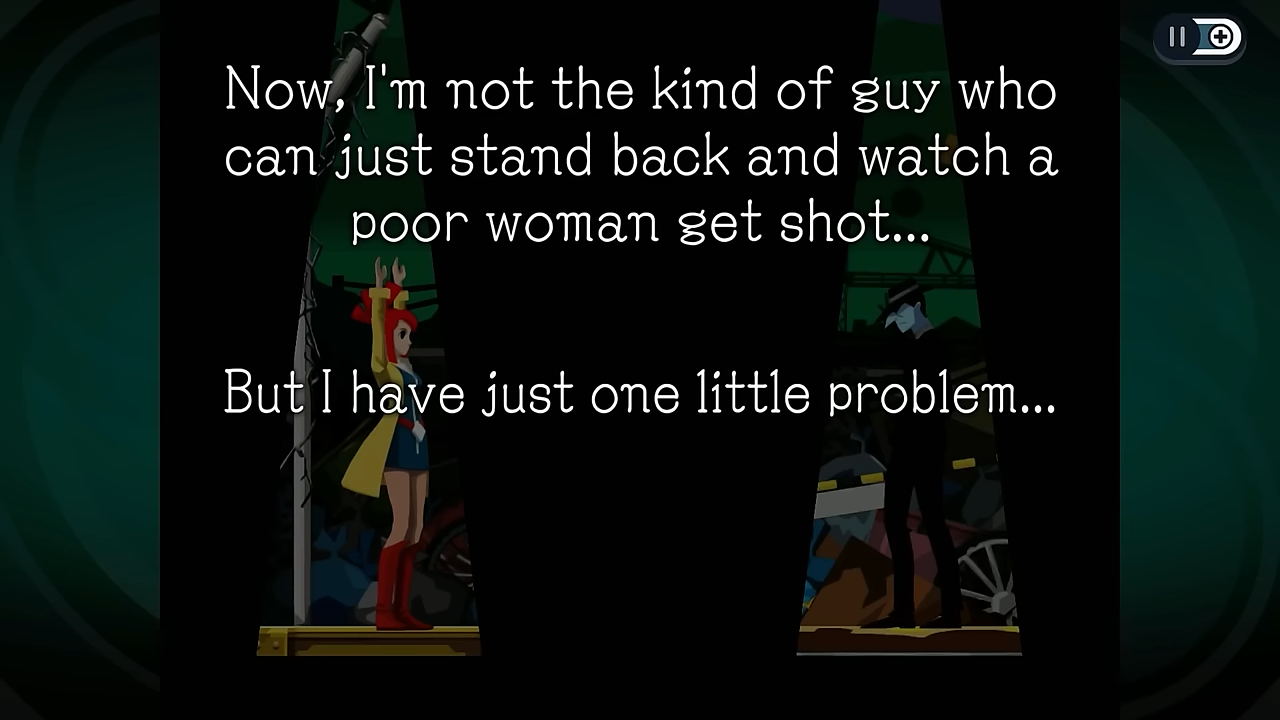 Now, I'm not the kind of guy who
can just stand back and watch a
poor woman get shot...
But I have just one little problem...